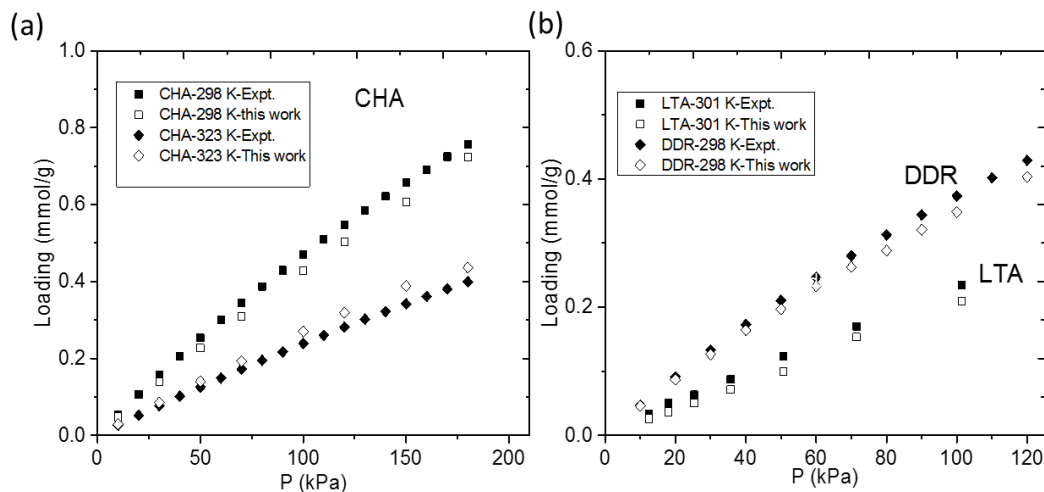 (a)
CHA-298 K-Expt.
CHA-298 K-this work
CHA-323 K-Expt.
CHA-323 K-This work
CHA
Loading (mmol/g)
1.0
0.8
0.6
0.4
0.2
0.0
0
50
100
150
200
P (kPa)
(b)
LTA-301 K-Expt.
LTA-301 K-This work
DDR-298 K-Expt.
DDR-298 K-This work
DDR
LTA
Loading (mmol/g)
0.6
0.4
0.2
0.0
0
20
40
60
80
100
120
P (kPa)